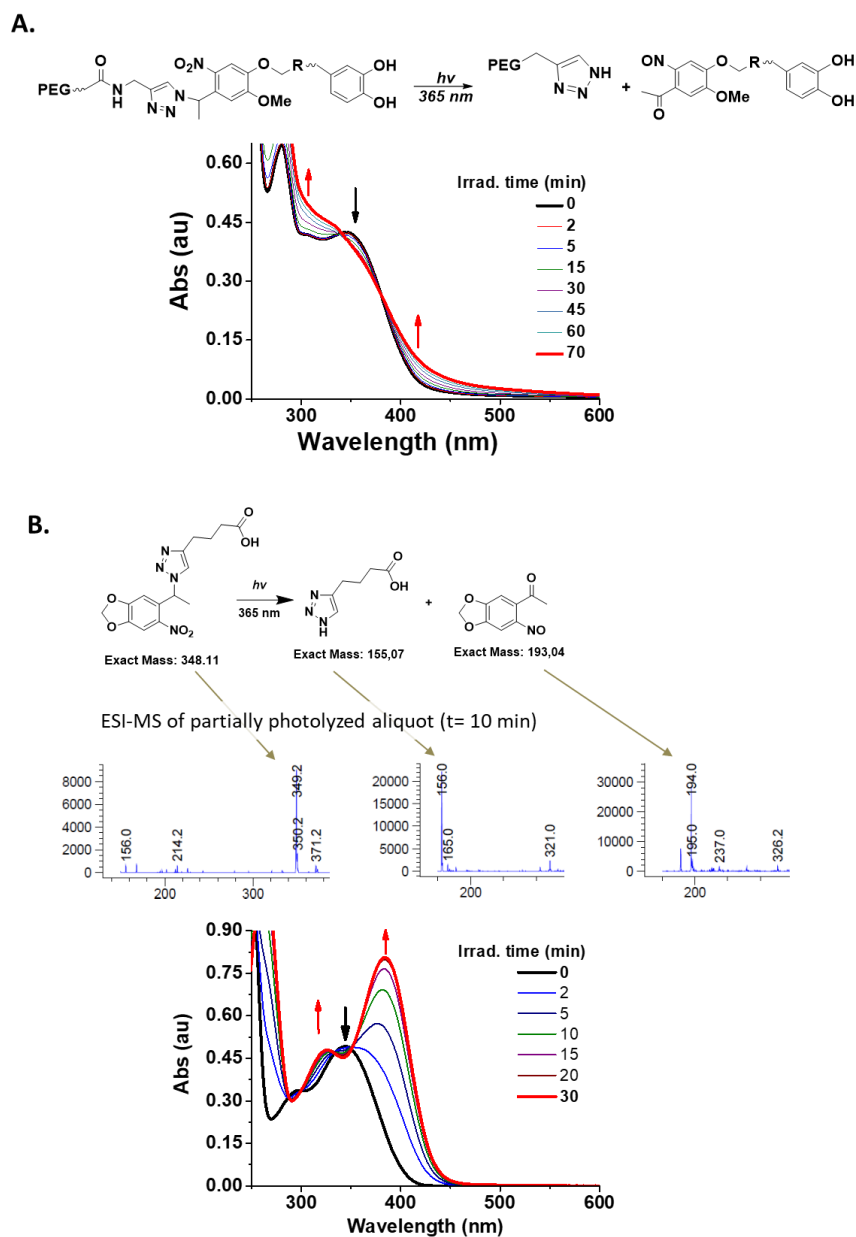 A.
PEG O NH N N=N NO₂ O R OH OH OMe
hv
365 nm
PEG NH N=N + ON O R OH OH O OMe
Irrad. time (min)
0
2
5
15
30
45
60
70
Abs (au)
0.60
0.45
0.30
0.15
0.00
300 400 500 600
Wavelength (nm)
B.
O OH N N N O O NO₂
hv
365 nm
O OH N N N H
+
O O O NO
Exact Mass: 348.11
Exact Mass: 155,07
Exact Mass: 193,04
ESI-MS of partially photolyzed aliquot (t= 10 min)
8000
6000
4000
2000
0
156.0 214.2 349.2 350.2 371.2
200 300
20000
15000
10000
5000
0
156.0 165.0 321.0
200
30000
20000
10000
0
194.0 195.0 237.0 326.2
200
Irrad. time (min)
0
2
5
10
15
20
30
Abs (au)
0.90
0.75
0.60
0.45
0.30
0.15
0.00
300 400 500 600
Wavelength (nm)